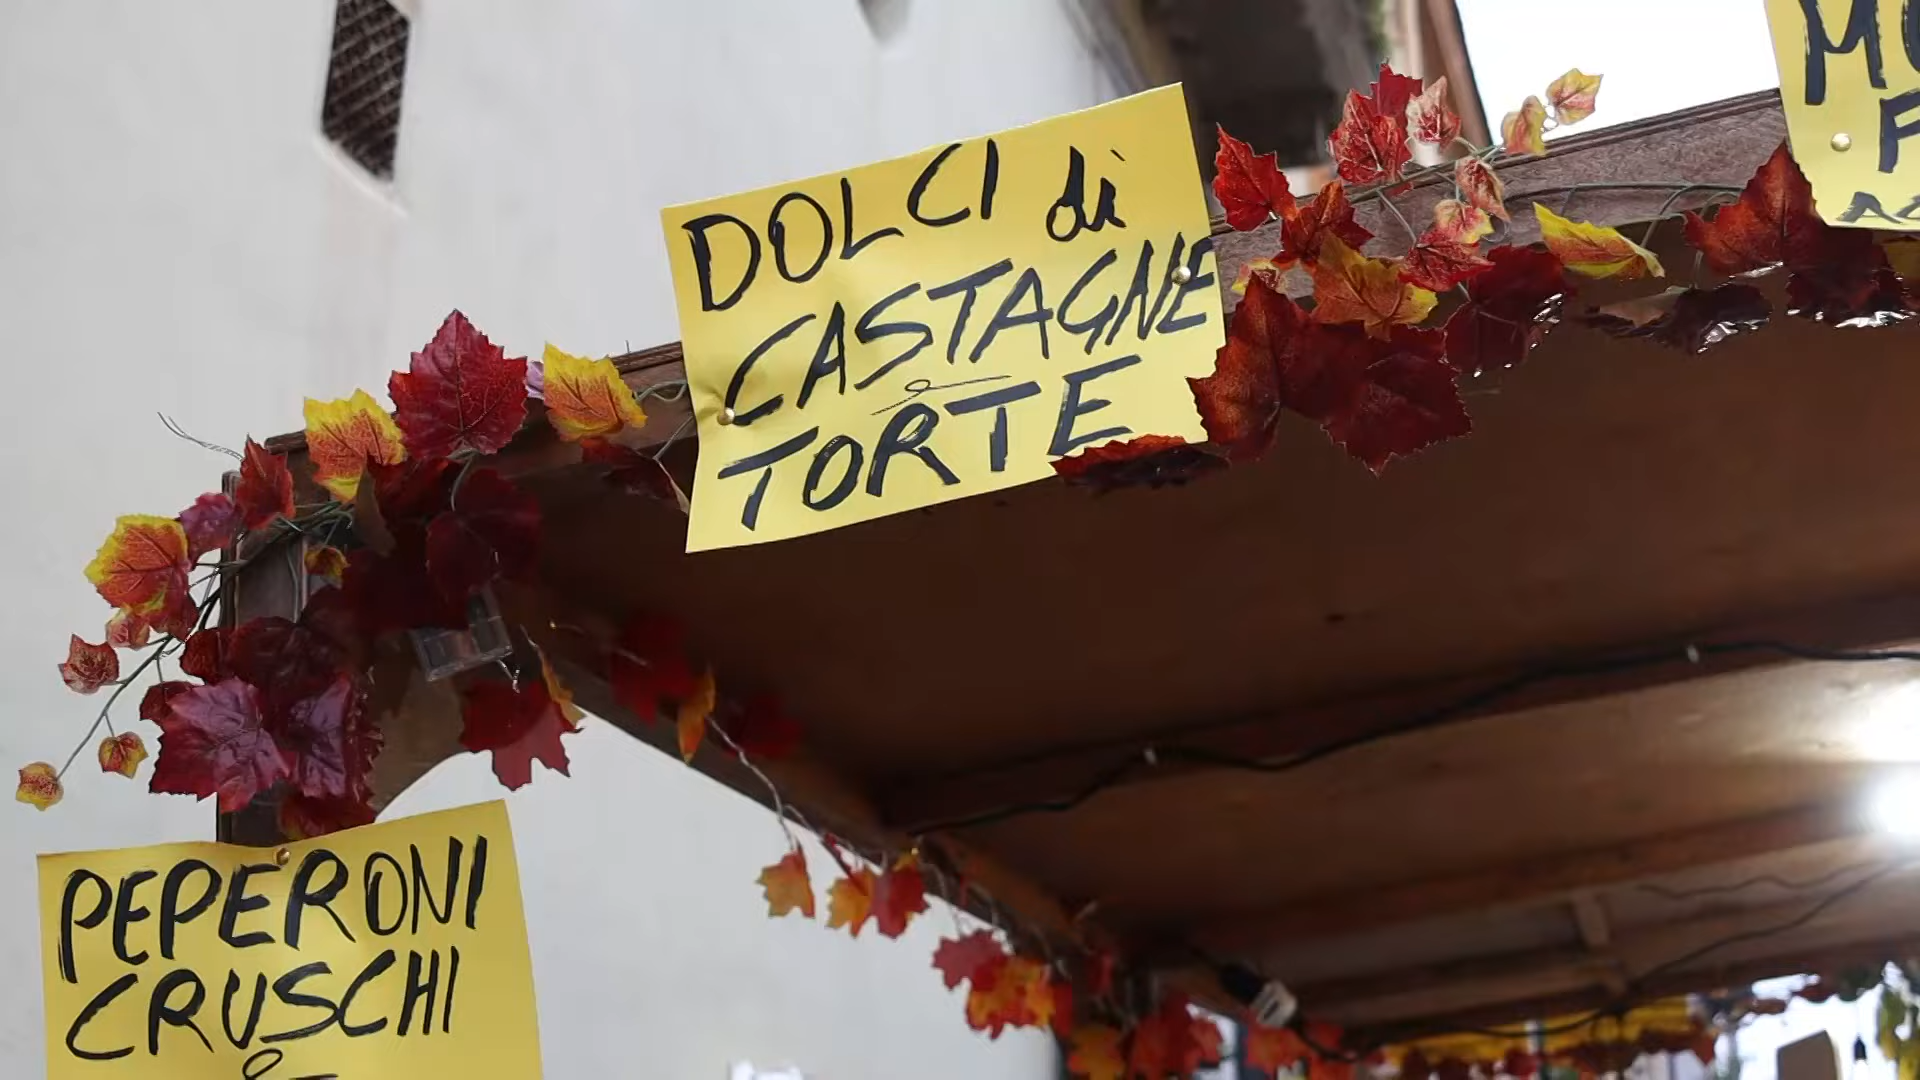 DOLCI di
CASTAGNE
e
TORTE
PEPERONI
CRUSCHI